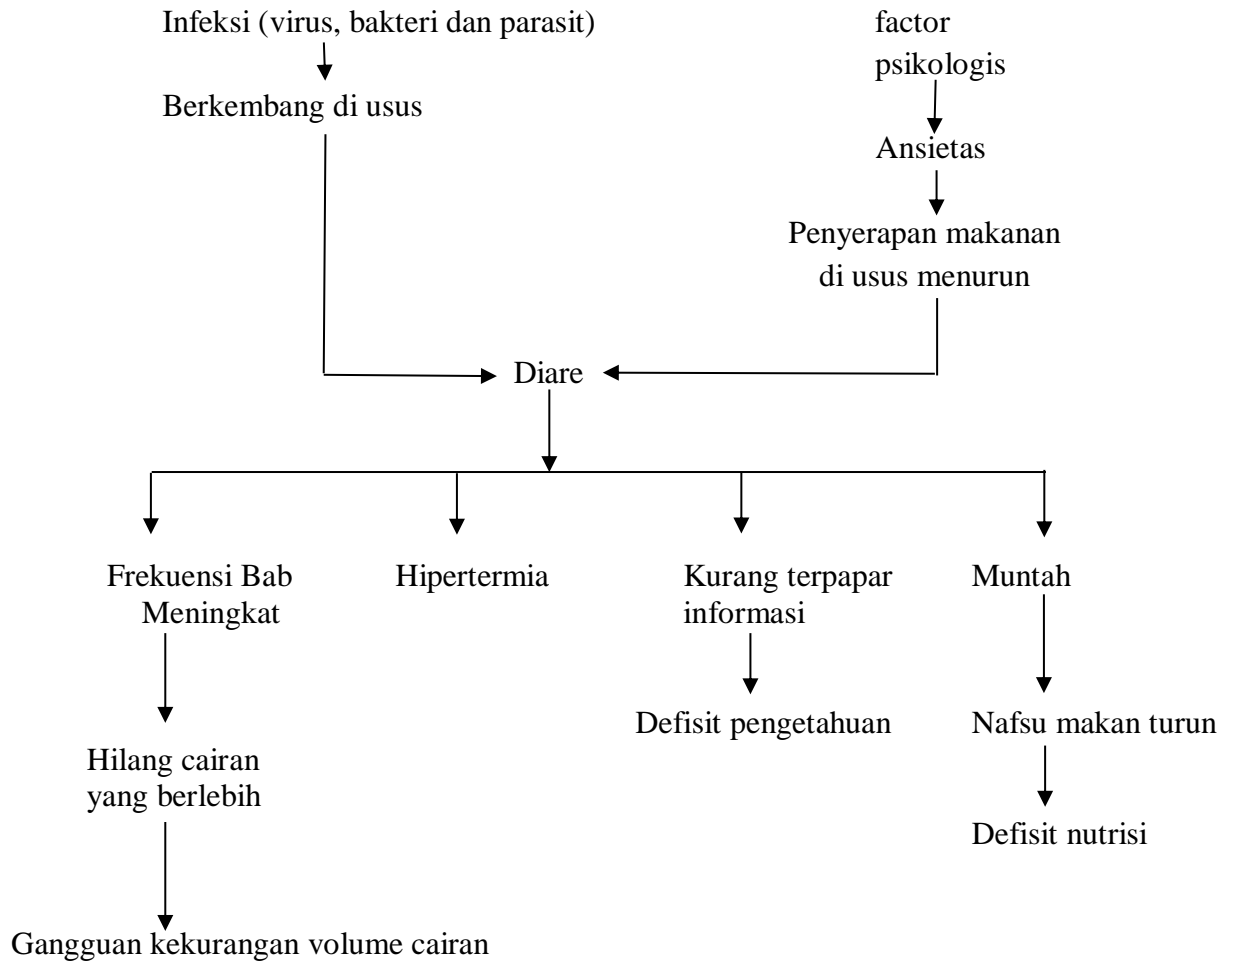 Infeksi (virus, bakteri dan parasit)
factor
psikologis
Berkembang di usus
Ansietas
Penyerapan makanan
di usus menurun
Diare
Frekuensi Bab
Meningkat
Hipertermia
Kurang terpapar
informasi
Muntah
Defisit pengetahuan
Nafsu makan turun
Hilang cairan
yang berlebih
Defisit nutrisi
Gangguan kekurangan volume cairan